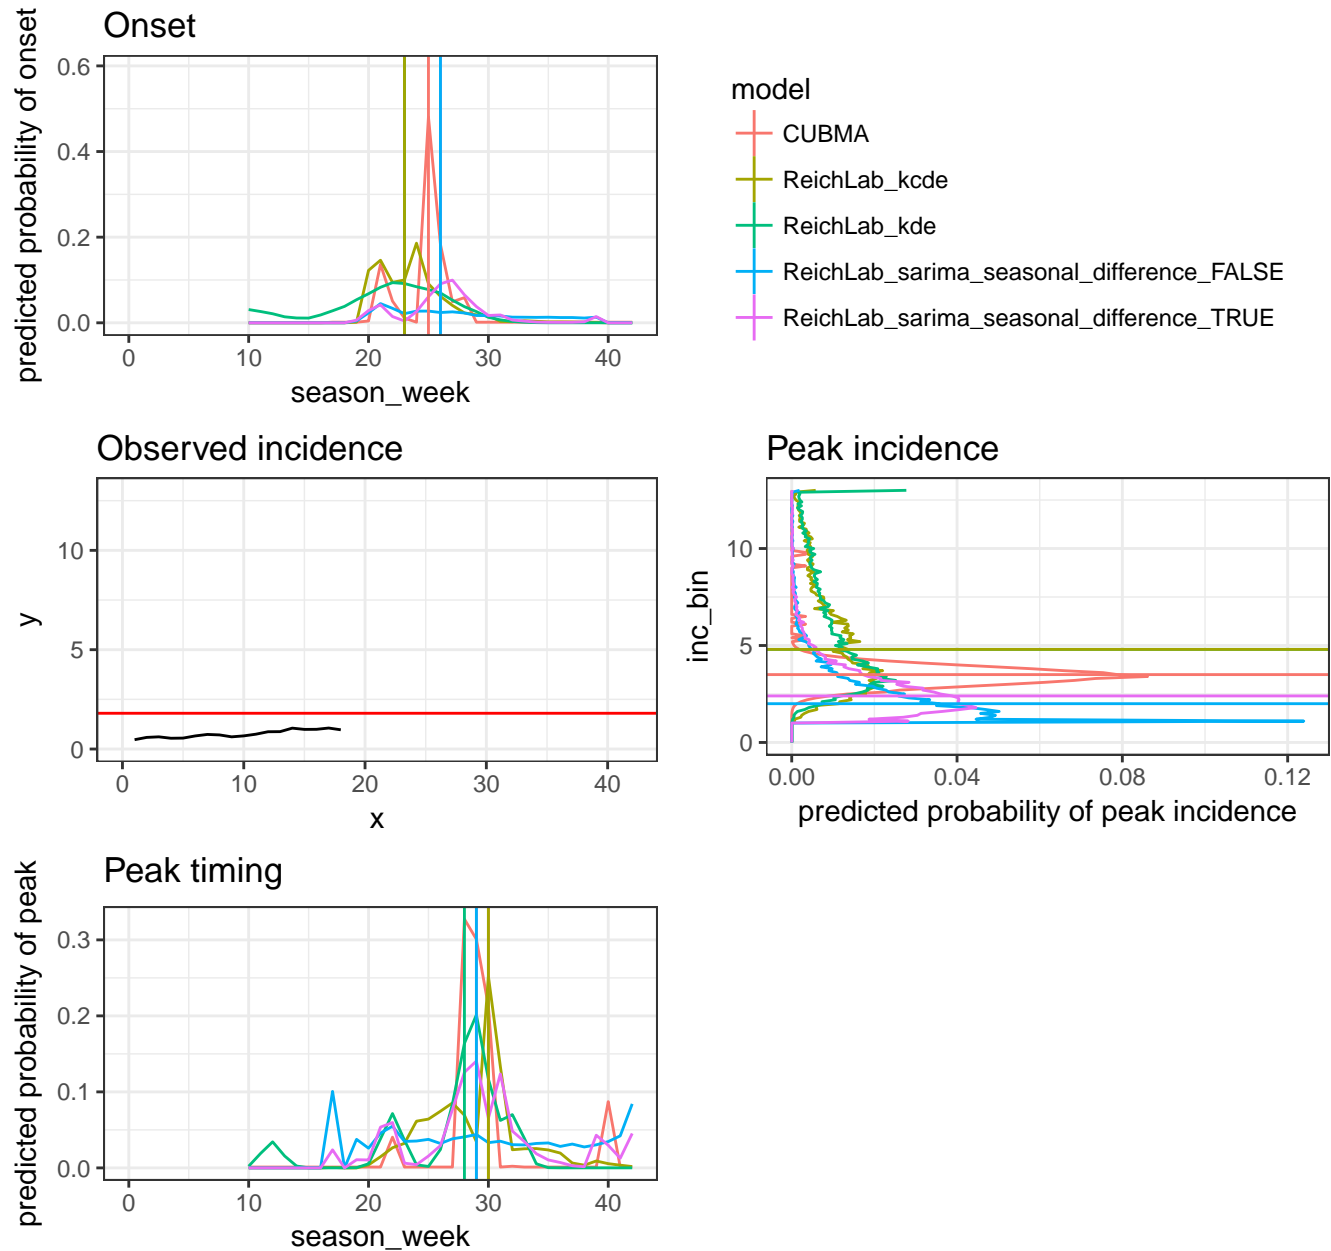 Onset
predicted probability of onset
0.6
0.4
0.2
0.0
0 10 20 30 40
season_week
model
CUBMA
ReichLab_kcde
ReichLab_kde
ReichLab_sarima_seasonal_difference_FALSE
ReichLab_sarima_seasonal_difference_TRUE
Observed incidence
y
10
5
0
0 10 20 30 40
x
Peak incidence
inc_bin
10
5
0
0.00 0.04 0.08 0.12
predicted probability of peak incidence
Peak timing
predicted probability of peak
0.3
0.2
0.1
0.0
0 10 20 30 40
season_week